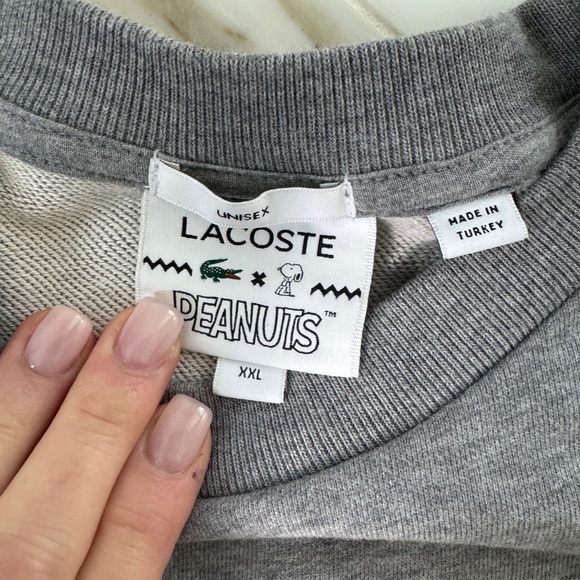 UNISEX
LACOSTE
PEANUTS™
XXL
MADE IN
TURKEY